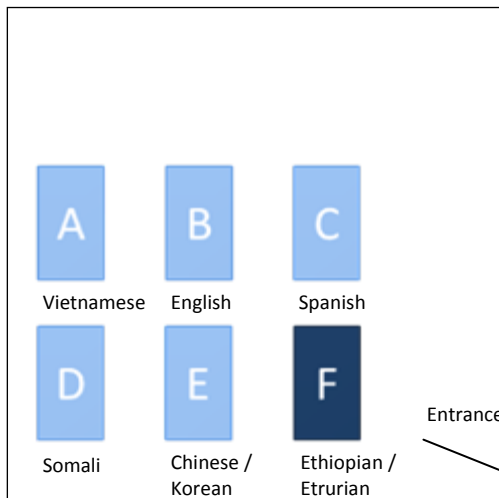 A B C
Vietnamese English Spanish
D E F
Entrance
Somali Chinese / Ethiopian /
Korean Etrurian